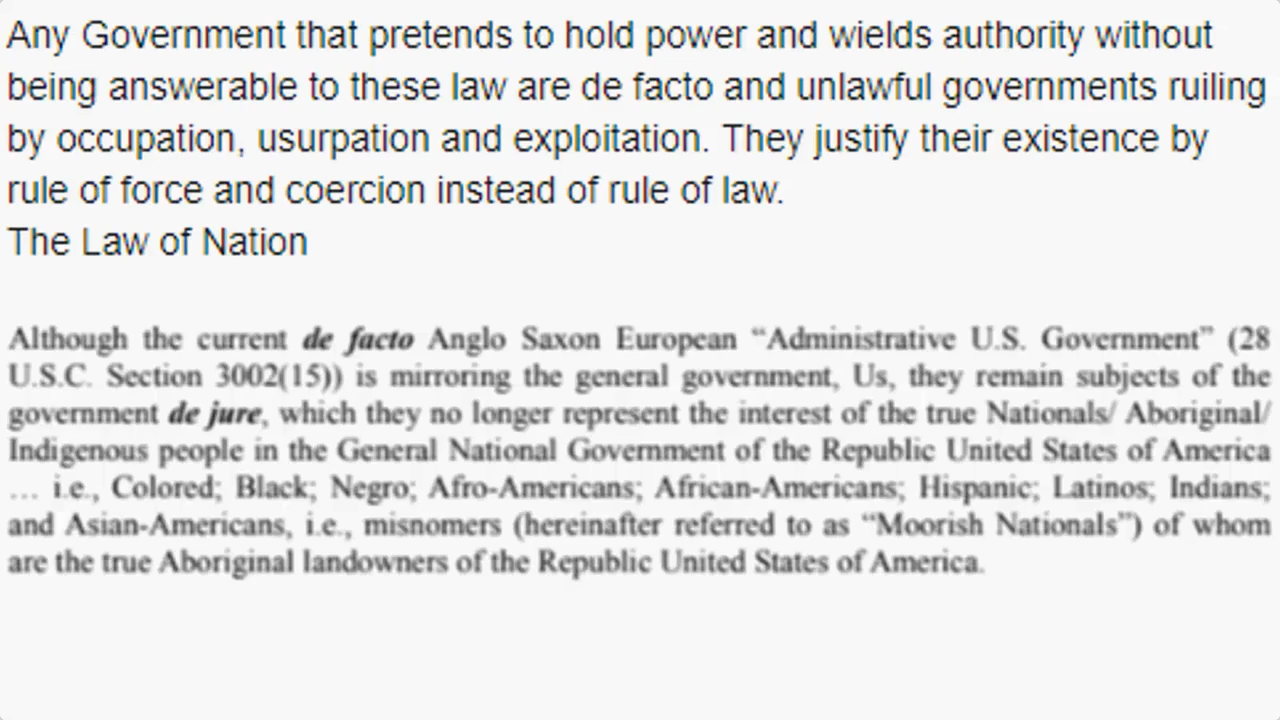 Any Government that pretends to hold power and wields authority without
being answerable to these law are de facto and unlawful governments ruiling
by occupation, usurpation and exploitation. They justify their existence by
rule of force and coercion instead of rule of law.
The Law of Nation
Although the current de facto Anglo Saxon European “Administrative U.S. Government” (28
U.S.C. Section 3002(15)) is mirroring the general government, Us, they remain subjects of the
government de jure, which they no longer represent the interest of the true Nationals/ Aboriginal/
Indigenous people in the General National Government of the Republic United States of America
... i.e., Colored; Black; Negro; Afro-Americans; African-Americans; Hispanic; Latinos; Indians;
and Asian-Americans, i.e., misnomers (hereinafter referred to as “Moorish Nationals”) of whom
are the true Aboriginal landowners of the Republic United States of America.